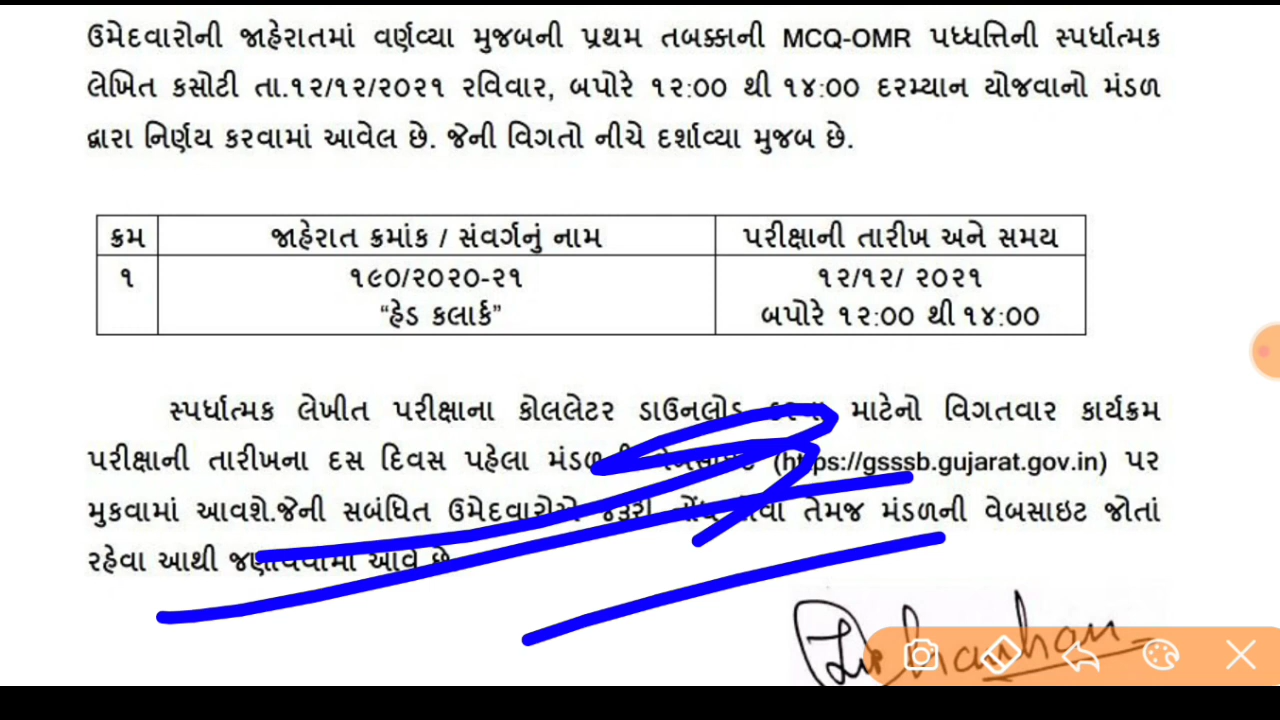 ઉમેદવારોની જાહેરાતમાં વર્ણવ્યા મુજબની પ્રથમ તબક્કાની MCQ-OMR પધ્ધતિની સ્પર્ધાત્મક
લેખિત કસોટી તા.૧૨/૧૨/૨૦૨૧ રવિવાર, બપોરે ૧૨:૦૦ થી ૧૪:૦૦ દરમ્યાન યોજવાનો મંડળ
દ્વારા નિર્ણય કરવામાં આવેલ છે. જેની વિગતો નીચે દર્શાવ્યા મુજબ છે.
ક્રમ જાહેરાત ક્રમાંક / સંવર્ગનું નામ પરીક્ષાની તારીખ અને સમય
૧ ૧૯૦/૨૦૨૦-૨૧ ૧૨/૧૨/ ૨૦૨૧
“હેડ કલાર્ક” બપોરે ૧૨:૦૦ થી ૧૪:૦૦
સ્પર્ધાત્મક લેખીત પરીક્ષાના કોલલેટર ડાઉનલોડ માટેનો વિગતવાર કાર્યક્રમ
પરીક્ષાની તારીખના દસ દિવસ પહેલા (https://gsssb.gujarat.gov.in) પર
મુકવામાં આવશે.જેની સબંધિત ઉમેદવારોએ તેમજ મંડળની વેબસાઇટ જોતાં
રહેવા આથી જણાવવામાં આવે છે